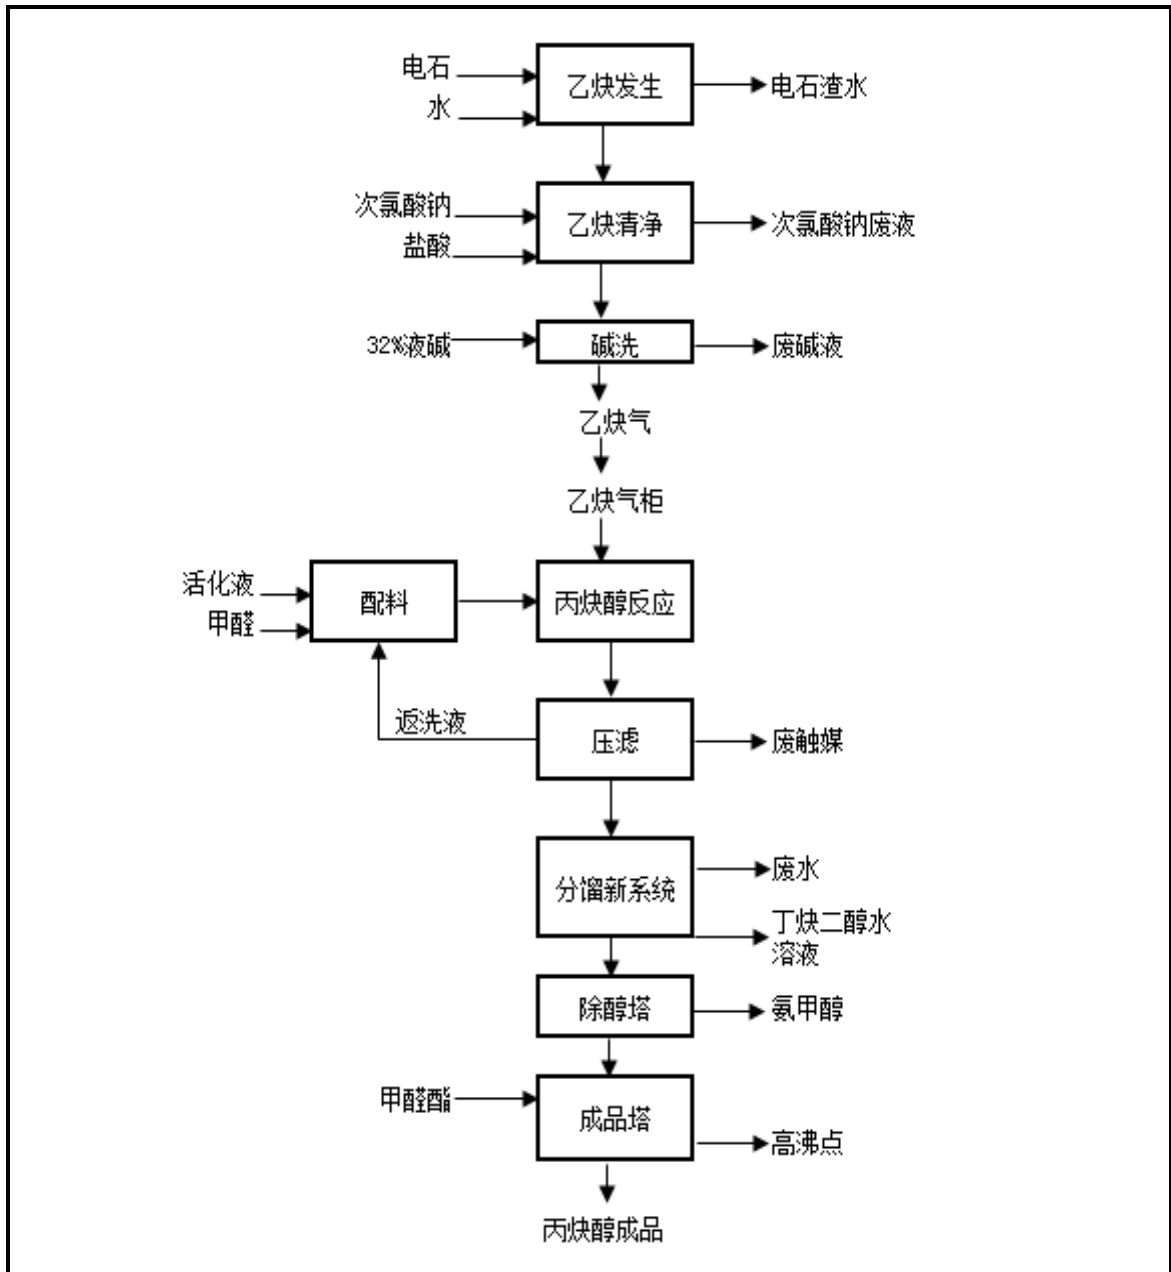 电石
水
乙炔发生
电石渣水
次氯酸钠
盐酸
乙炔清净
次氯酸钠废液
32%液碱
碱洗
废碱液
乙炔气
乙炔气柜
活化液
甲醛
配料
丙炔醇反应
返洗液
压滤
废触媒
分馏新系统
废水
丁炔二醇水
溶液
除醇塔
氨甲醇
甲醛酯
成品塔
高沸点
丙炔醇成品